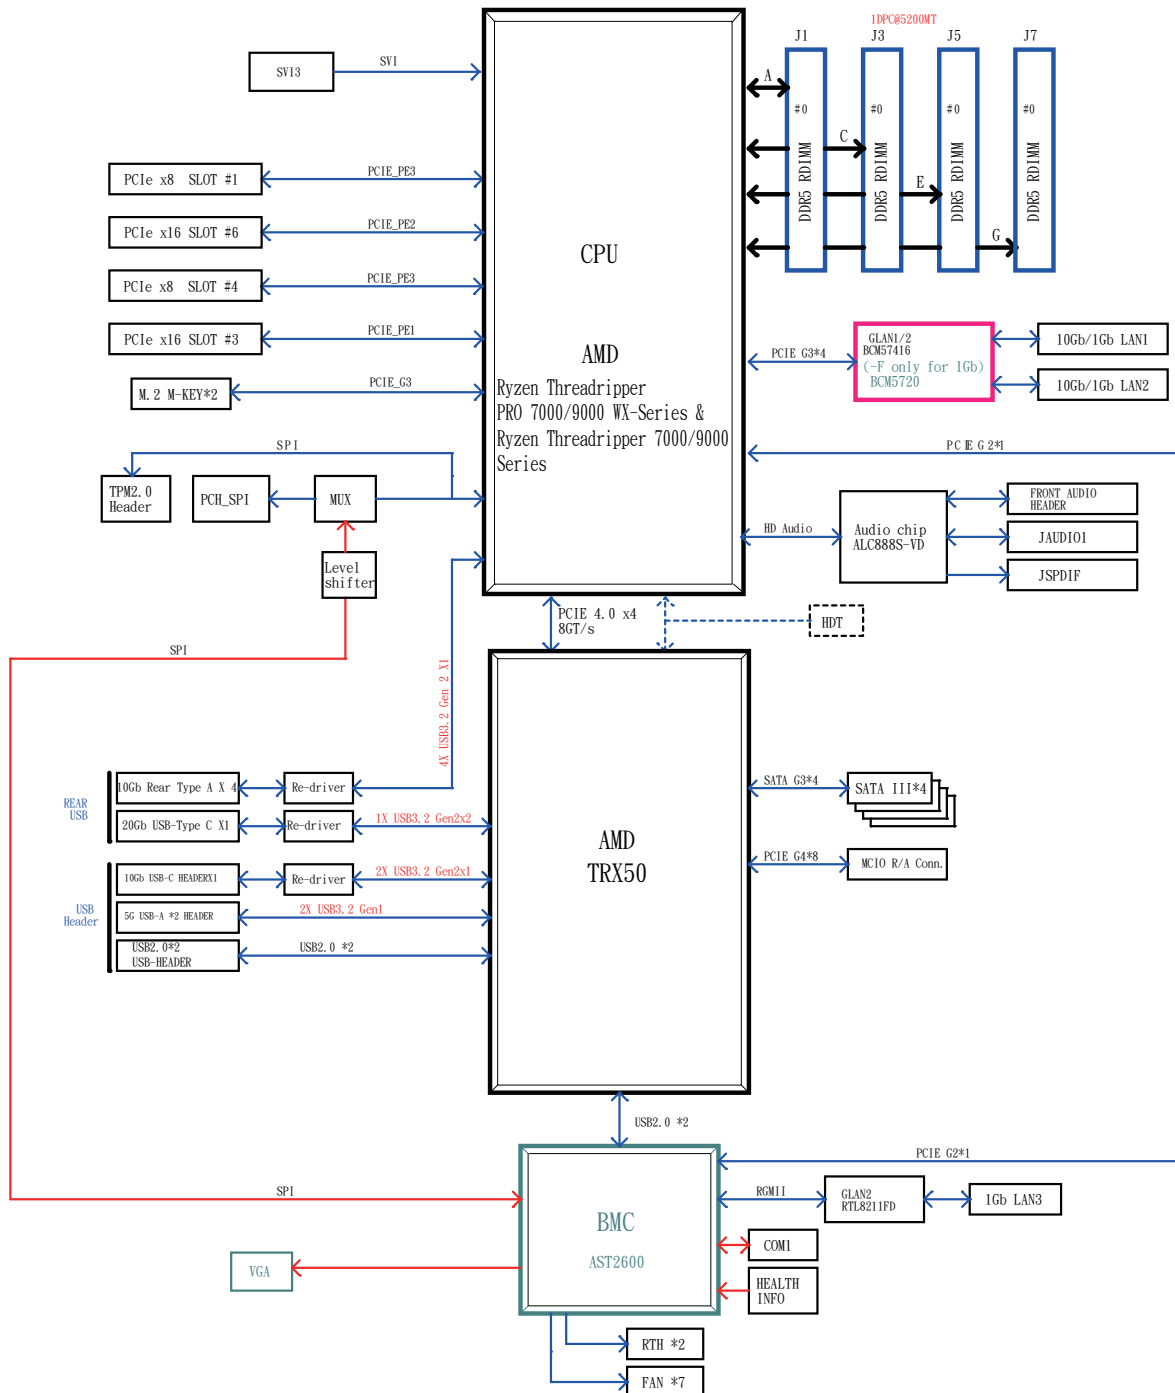 1DPC@5200MT
J1
J3
J5
J7
SVI3
SVI
A
C
E
G
#0
#0
#0
#0
DDR5 RDIMM
DDR5 RDIMM
DDR5 RDIMM
DDR5 RDIMM
PCIe x8 SLOT #1
PCIE_PE3
PCIe x16 SLOT #6
PCIE_PE2
PCIe x8 SLOT #4
PCIE_PE3
PCIe x16 SLOT #3
PCIE_PE1
M.2 M-KEY*2
PCIE_G3
CPU
AMD
Ryzen Threadripper
PRO 7000/9000 WX-Series &
Ryzen Threadripper 7000/9000
Series
PCIE G3*4
GLAN1/2
BCM57416
(-F only for 1Gb)
BCM5720
10Gb/1Gb LAN1
10Gb/1Gb LAN2
PCIE G2*1
SPI
TPM2.0
Header
PCH_SPI
MUX
Level
shifter
SPI
HD Audio
Audio chip
ALC888S-VD
FRONT AUDIO
HEADER
JAUDIO1
JSPDIF
PCIE 4.0 x4
8GT/s
HDT
4X USB3.2 Gen 2 X1
REAR
USB
10Gb Rear Type A X 4
Re-driver
20Gb USB-Type C X1
Re-driver
1X USB3.2 Gen2x2
USB
Header
10Gb USB-C HEADERX1
Re-driver
2X USB3.2 Gen2x1
5G USB-A *2 HEADER
2X USB3.2 Gen1
USB2.0*2
USB-HEADER
USB2.0 *2
AMD
TRX50
SATA G3*4
SATA III*4
PCIE G4*8
MCIO R/A Conn.
USB2.0 *2
SPI
BMC
AST2600
PCIE G2*1
RGMII
GLAN2
RTL8211FD
1Gb LAN3
COM1
HEALTH
INFO
VGA
RTH *2
FAN *7